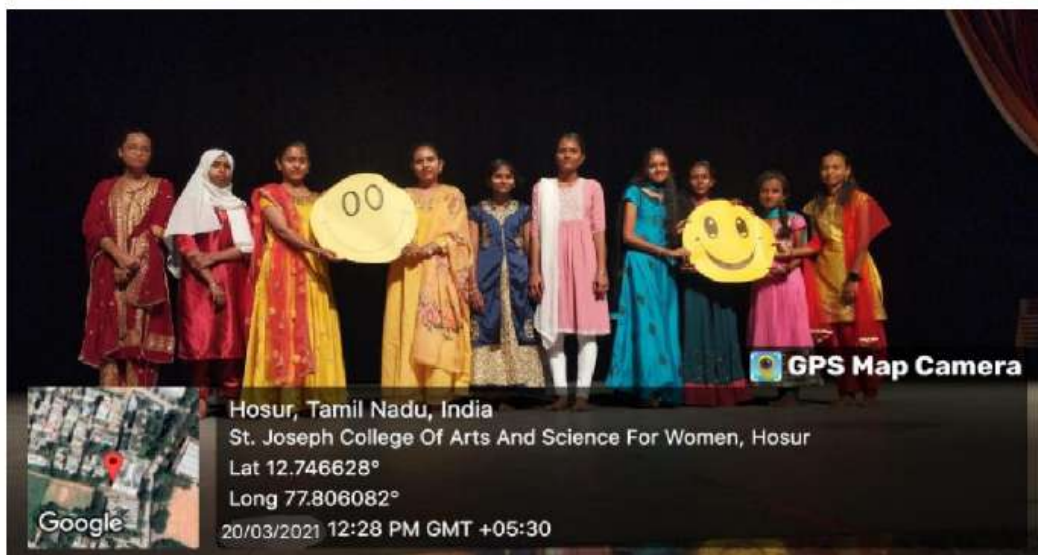 GPS Map Camera
Hosur, Tamil Nadu, India
St. Joseph College Of Arts And Science For Women, Hosur
Lat 12.746628°
Long 77.806082°
20/03/2021 12:28 PM GMT +05:30
Google